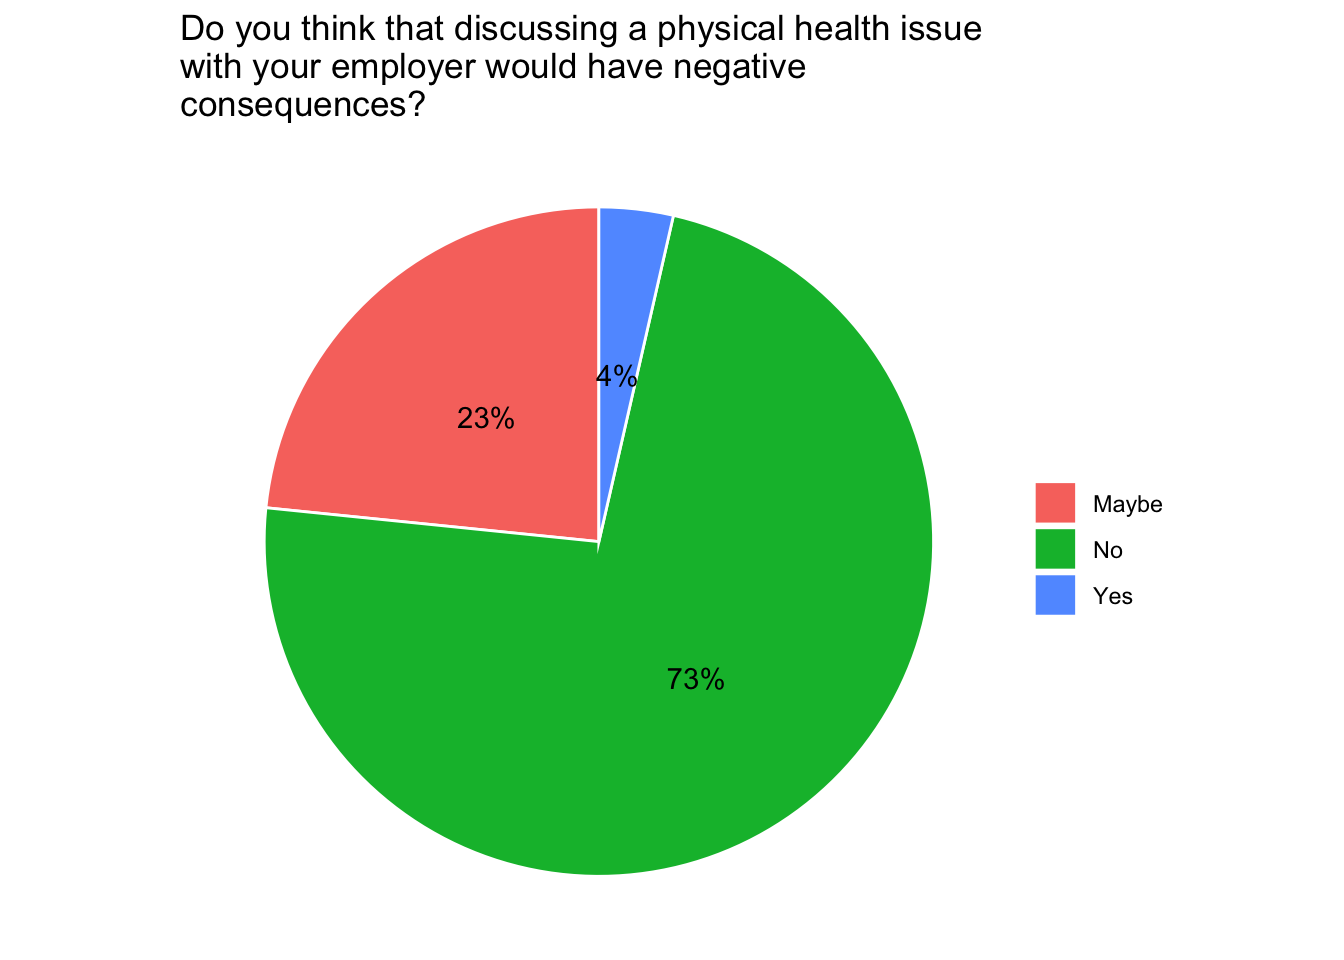 Do you think that discussing a physical health issue
with your employer would have negative
consequences?
4%
23%
73%
Maybe
No
Yes